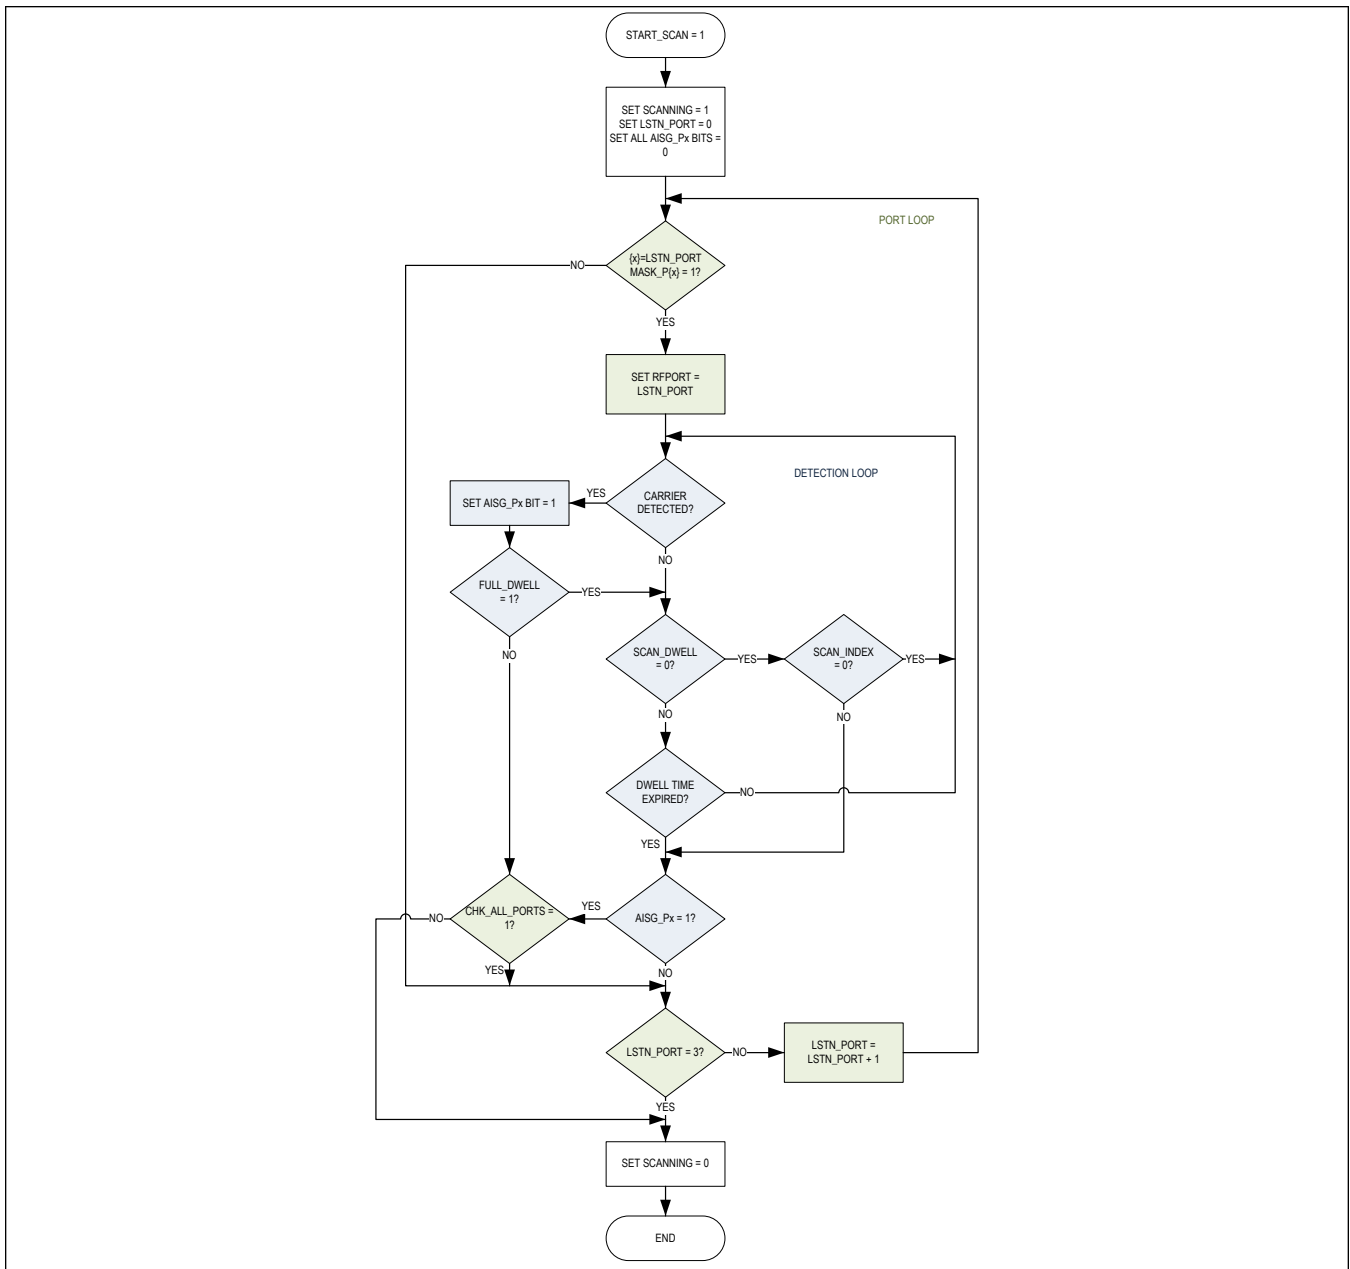 START_SCAN = 1
SET SCANNING = 1
SET LSTN_PORT = 0
SET ALL AISG_Px BITS =
0
PORT LOOP
{x}=LSTN_PORT
MASK_P{x} = 1?
NO
YES
SET RFPORT =
LSTN_PORT
DETECTION LOOP
CARRIER
DETECTED?
YES
SET AISG_Px BIT = 1
NO
FULL_DWELL
= 1?
YES
NO
SCAN_DWELL
= 0?
YES
SCAN_INDEX
= 0?
YES
NO
NO
DWELL TIME
EXPIRED?
NO
YES
AISG_Px = 1?
YES
CHK_ALL_PORTS =
1?
NO
YES
NO
LSTN_PORT = 3?
NO
LSTN_PORT =
LSTN_PORT + 1
YES
SET SCANNING = 0
END